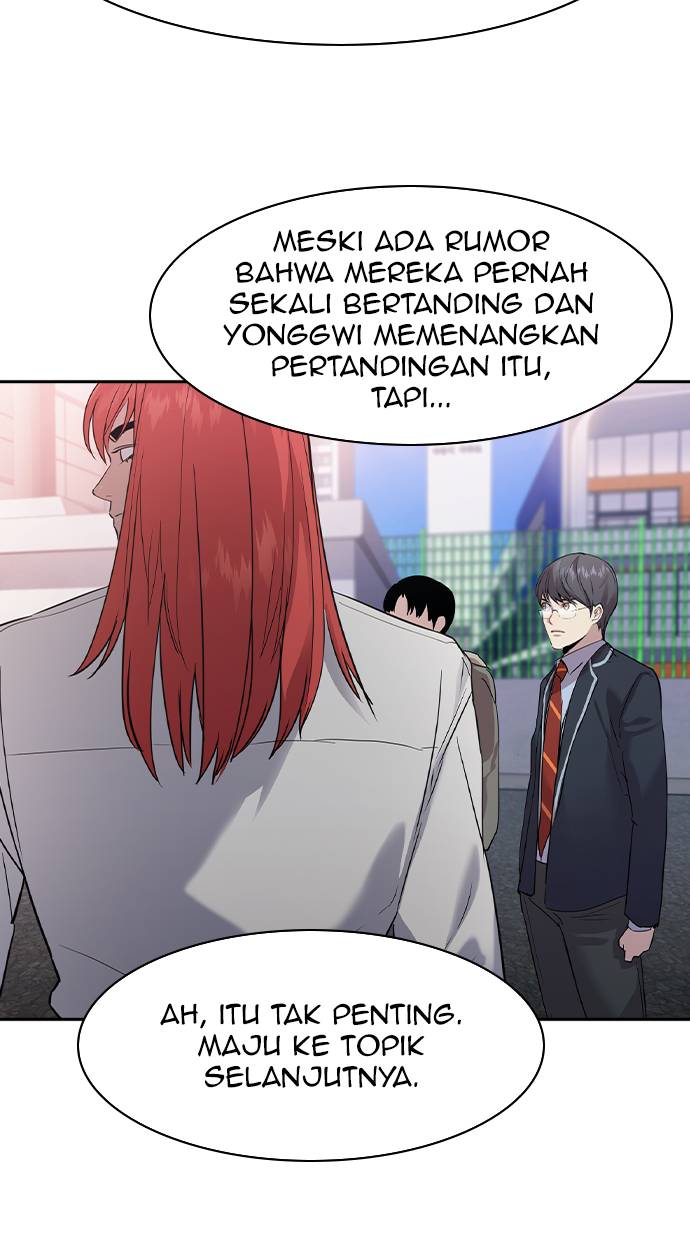 MESKI ADA RUMOR
BAHWA MEREKA PERNAH
SEKALI BERTANDING DAN
YONGGWI MEMENANGKAN
PERTANDINGAN ITU,
TAPI...
AH, ITU TAK PENTING.
MAJU KE TOPIK
SELANJUTNYA.